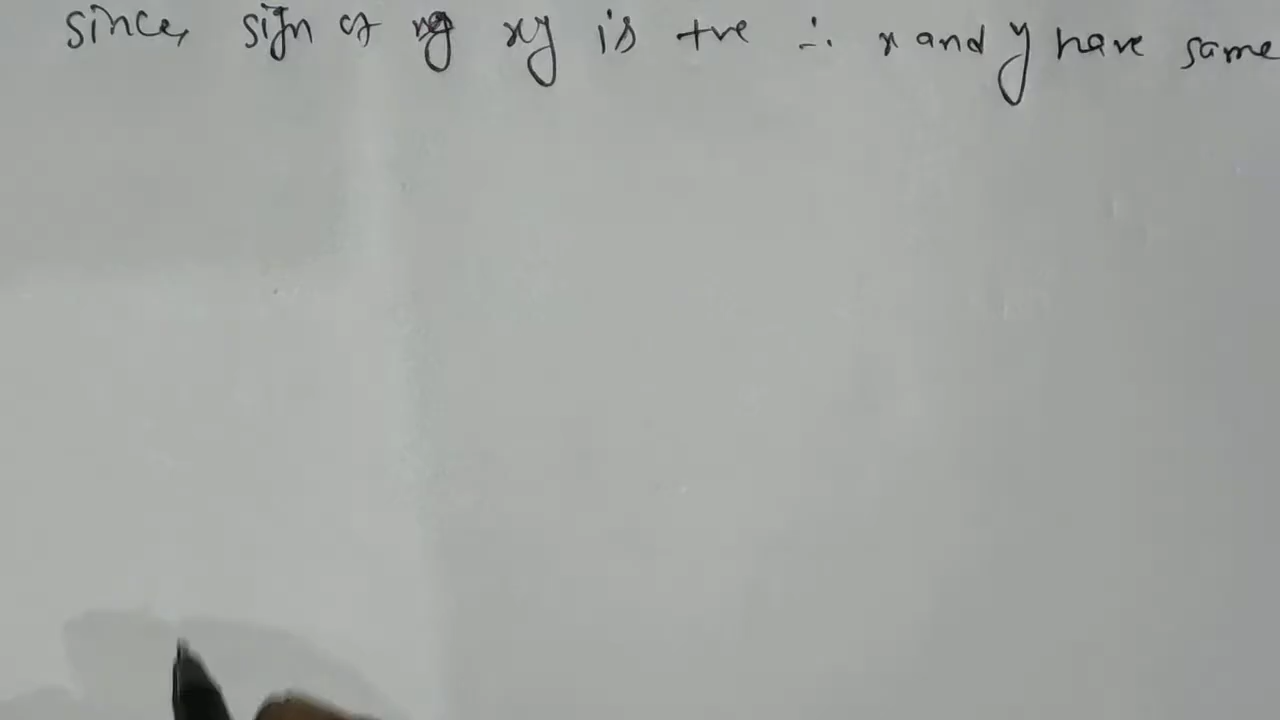 since, sign of xy is +ve ∴ x and y have same